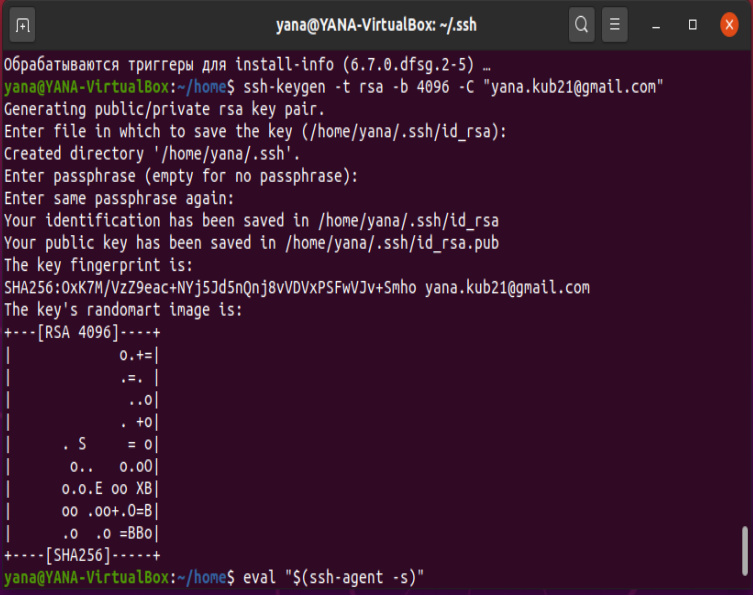 yana@YANA-VirtualBox: ~/.ssh
Обрабатываются триггеры для install-info (6.7.0.dfsg.2-5) …
yana@YANA-VirtualBox:~/home$ ssh-keygen -t rsa -b 4096 -C "yana.kub21@gmail.com"
Generating public/private rsa key pair.
Enter file in which to save the key (/home/yana/.ssh/id_rsa):
Created directory '/home/yana/.ssh'.
Enter passphrase (empty for no passphrase):
Enter same passphrase again:
Your identification has been saved in /home/yana/.ssh/id_rsa
Your public key has been saved in /home/yana/.ssh/id_rsa.pub
The key fingerprint is:
SHA256:OxK7M/VzZ9eac+NYj5Jd5nQnj8vVDVxPSFwVJv+Smho yana.kub21@gmail.com
The key's randomart image is:
+---[RSA 4096]----+
|             o.+=|
|             .=. |
|              ..o|
|             . +o|
|      . S     = o|
|       o..   o.oO|
|      o.o.E oo XB|
|      oo .oo+.O=B|
|      .o  .o =BBo|
+----[SHA256]-----+
yana@YANA-VirtualBox:~/home$ eval "$(ssh-agent -s)"